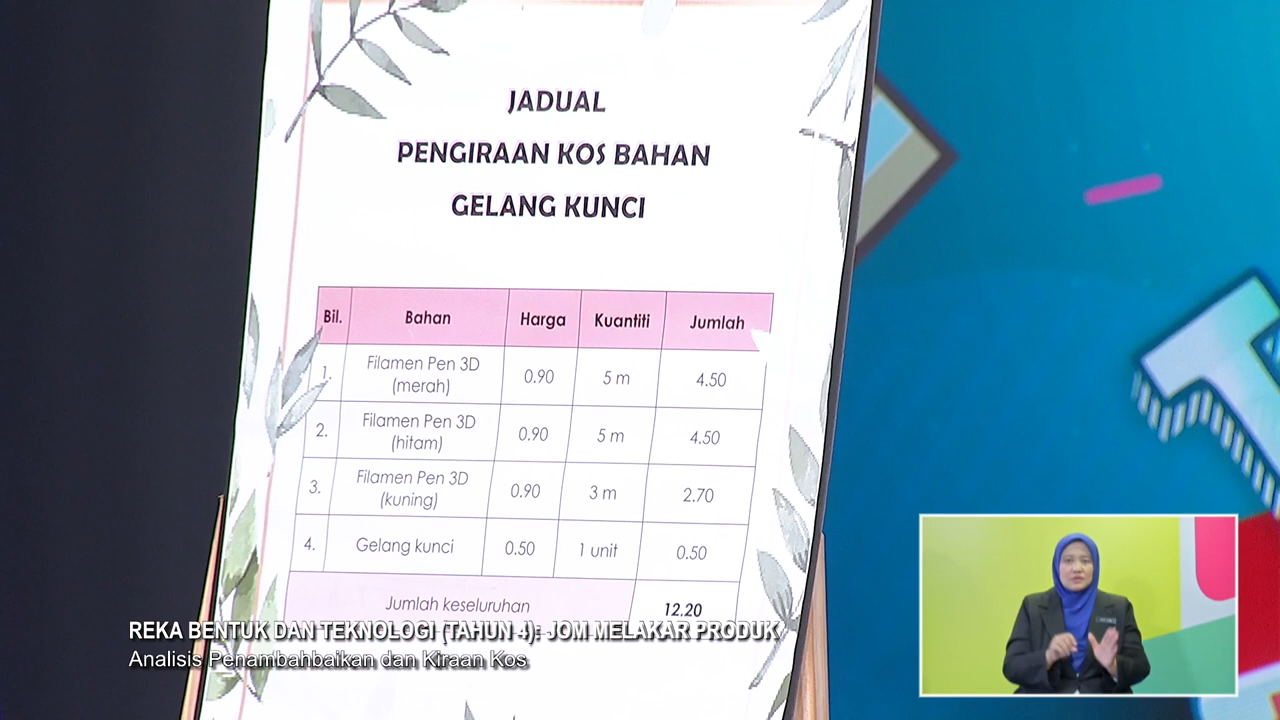 JADUAL
PENGIRAAN KOS BAHAN
GELANG KUNCI
Bil. Bahan Harga Kuantiti Jumlah
1. Filamen Pen 3D (merah) 0.90 5 m 4.50
2. Filamen Pen 3D (hitam) 0.90 5 m 4.50
3. Filamen Pen 3D (kuning) 0.90 3 m 2.70
4. Gelang kunci 0.50 1 unit 0.50
Jumlah keseluruhan 12.20
REKA BENTUK DAN TEKNOLOGI (TAHUN 4): JOM MELAKAR PRODUK
Analisis Penambahbaikan dan Kiraan Kos